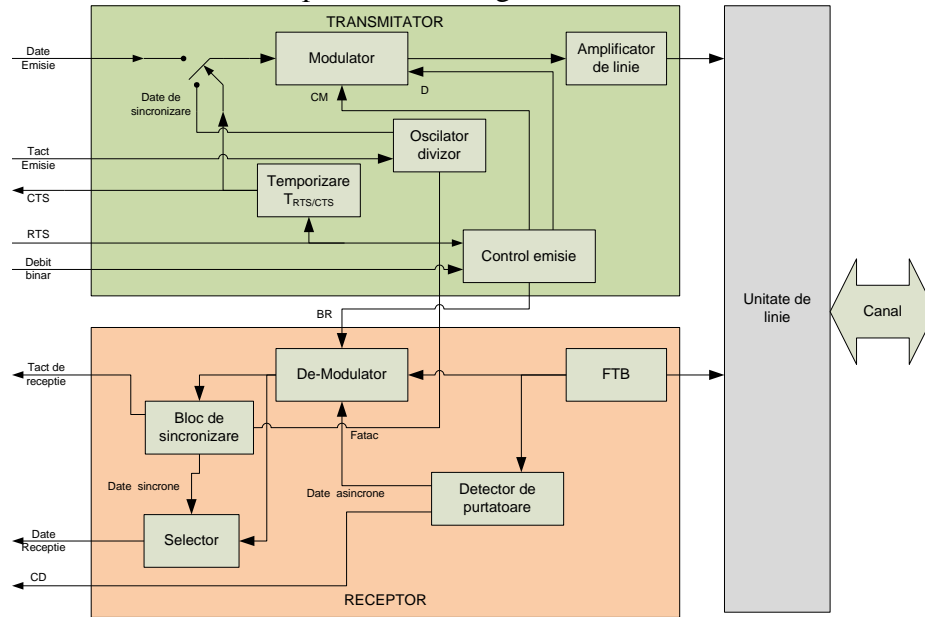 TRANSMITATOR
Date
Emisie
Modulator
Amplificator
de linie
Date de
sincronizare
CM
D
Oscilator
divizor
Tact
Emisie
Temporizare
TRTS/CTS
CTS
RTS
Control emisie
Debit
binar
Unitate de
linie
Canal
BR
De-Modulator
FTB
Tact de
receptie
Bloc de
sincronizare
Fatac
Date sincrone
Date asincrone
Detector de
purtatoare
Date
Receptie
Selector
CD
RECEPTOR